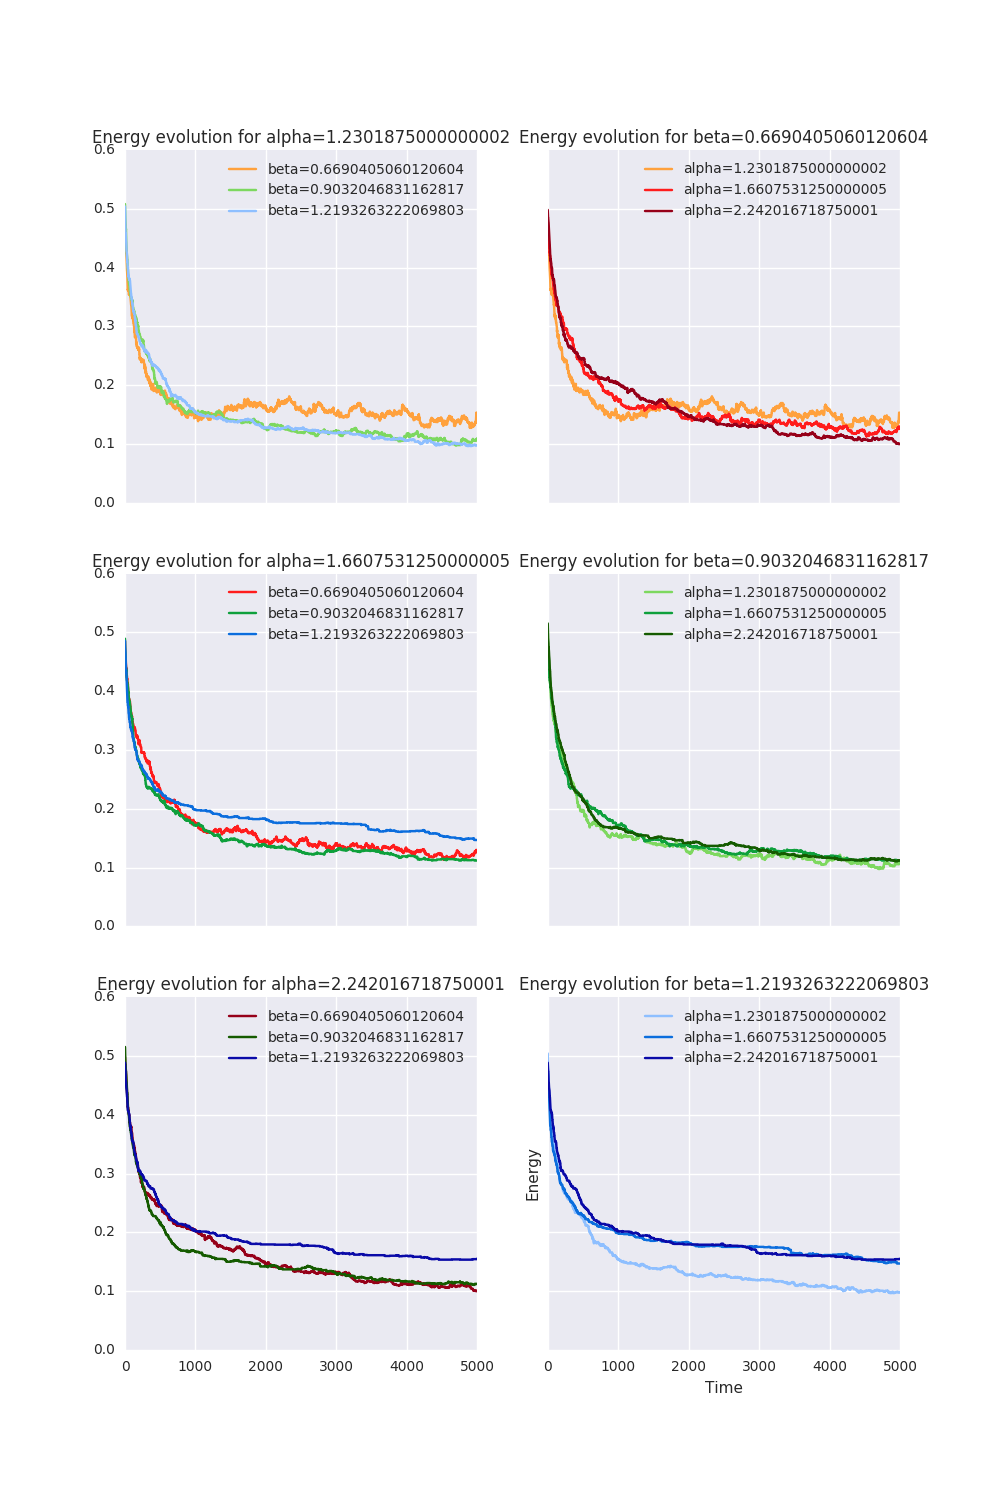 Energy evolution for alpha=1.2301875000000002
0.6
0.5
0.4
0.3
0.2
0.1
0.0
beta=0.6690405060120604
beta=0.9032046831162817
beta=1.2193263222069803
Energy evolution for beta=0.6690405060120604
alpha=1.2301875000000002
alpha=1.6607531250000005
alpha=2.242016718750001
Energy evolution for alpha=1.6607531250000005
0.6
0.5
0.4
0.3
0.2
0.1
0.0
beta=0.6690405060120604
beta=0.9032046831162817
beta=1.2193263222069803
Energy evolution for beta=0.9032046831162817
alpha=1.2301875000000002
alpha=1.6607531250000005
alpha=2.242016718750001
Energy evolution for alpha=2.242016718750001
0.6
0.5
0.4
0.3
0.2
0.1
0.0
beta=0.6690405060120604
beta=0.9032046831162817
beta=1.2193263222069803
0 1000 2000 3000 4000 5000
Energy evolution for beta=1.2193263222069803
alpha=1.2301875000000002
alpha=1.6607531250000005
alpha=2.242016718750001
Energy
0 1000 2000 3000 4000 5000
Time